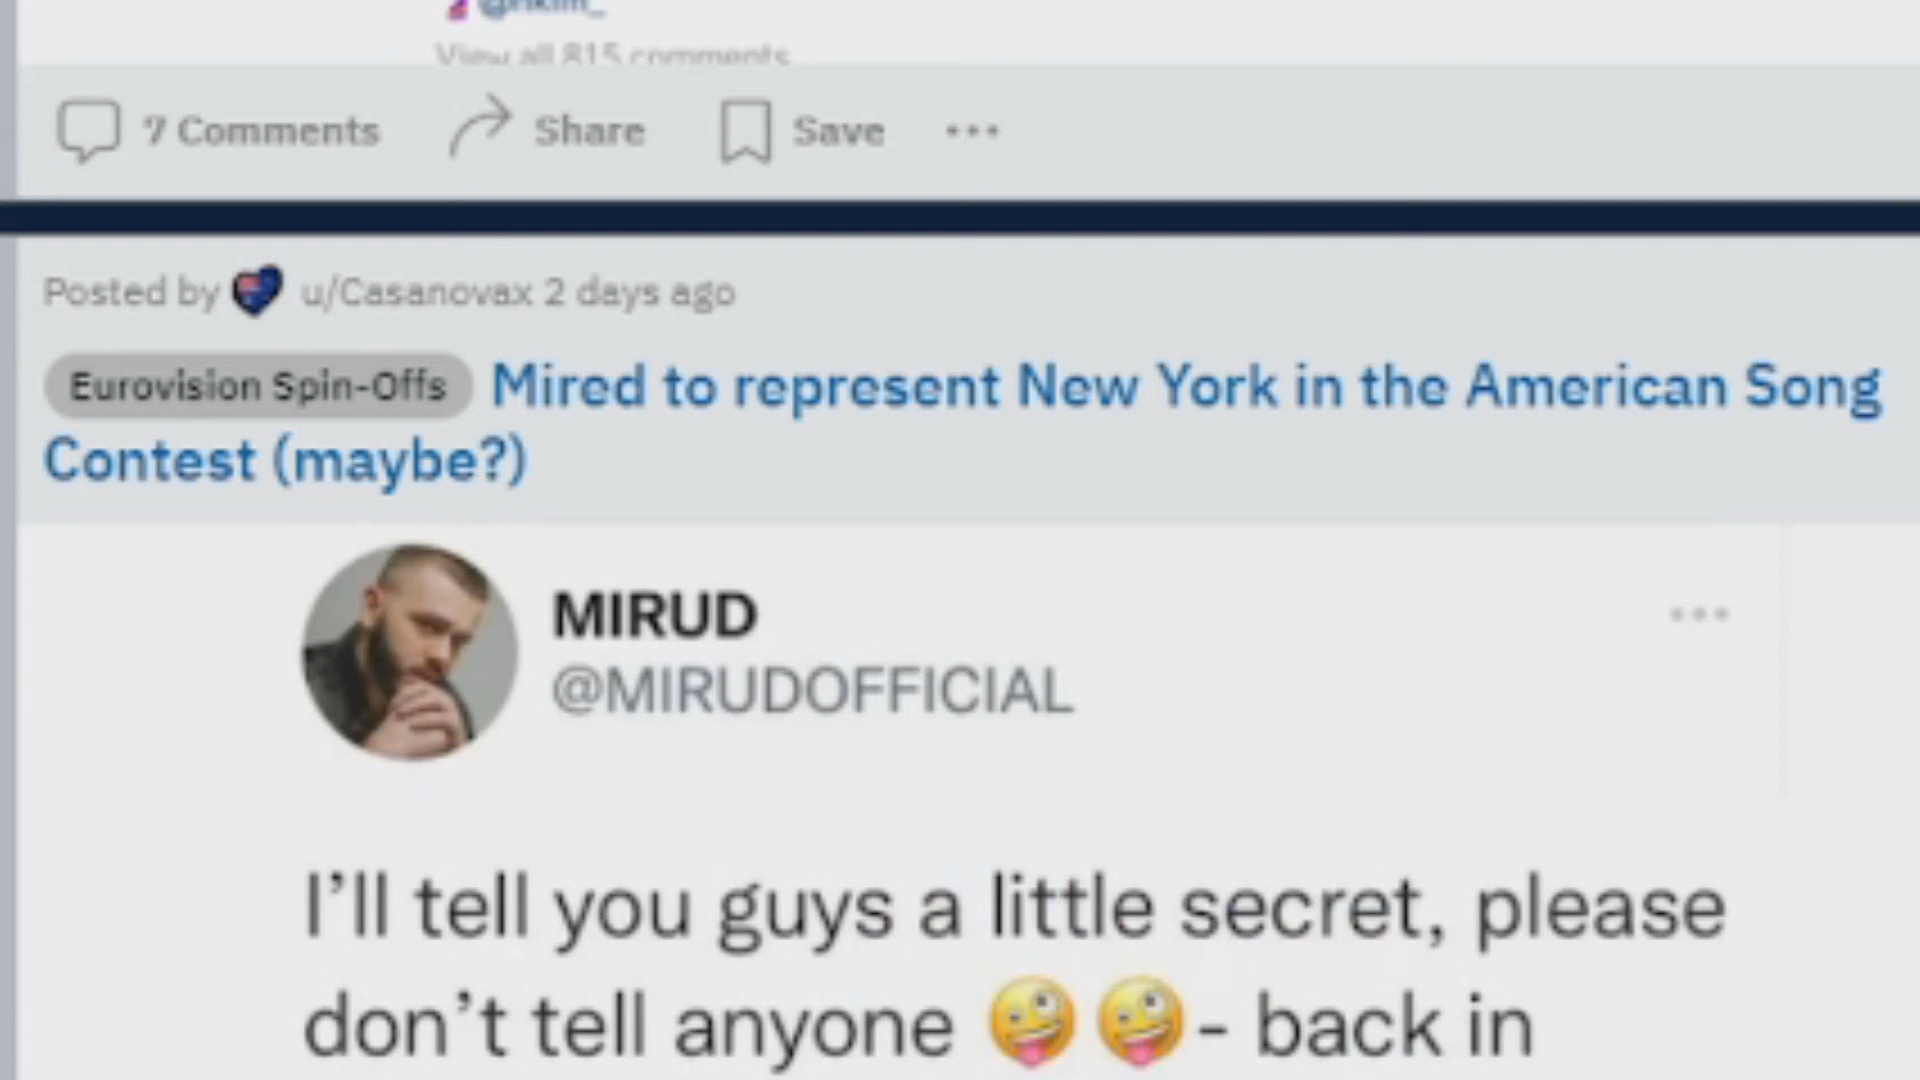 View all 815 comments
7 Comments Share Save
Posted by u/Casanovax 2 days ago
Eurovision Spin-Offs Mired to represent New York in the American Song
Contest (maybe?)
MIRUD
@MIRUDOFFICIAL
I’ll tell you guys a little secret, please
don’t tell anyone 🤪🤪- back in